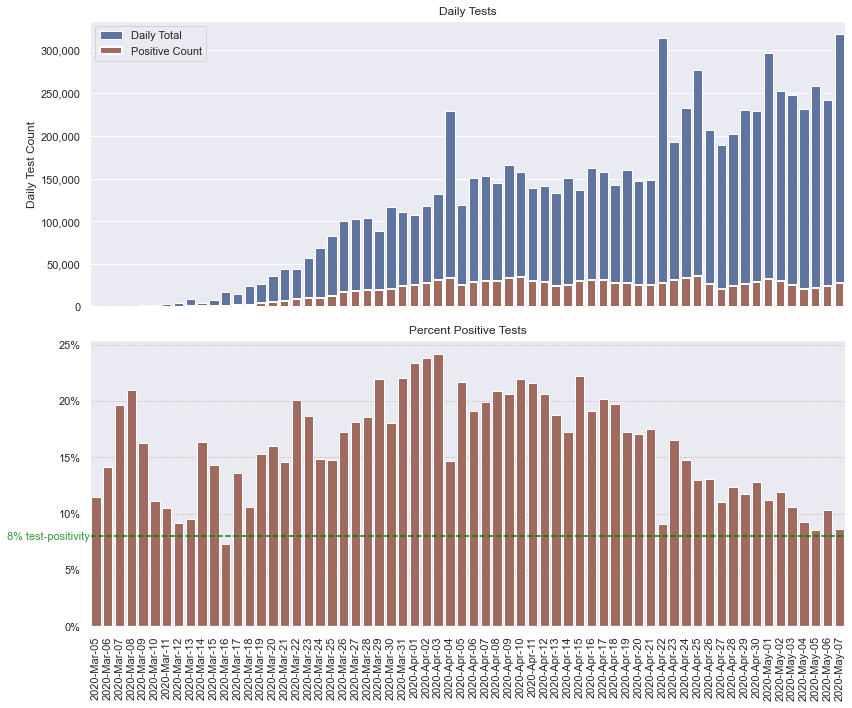 Daily Tests
Daily Total
Positive Count
Daily Test Count
300,000
250,000
200,000
150,000
100,000
50,000
0
Percent Positive Tests
25%
20%
15%
10%
8% test-positivity
5%
0%
2020-Mar-05
2020-Mar-06
2020-Mar-07
2020-Mar-08
2020-Mar-09
2020-Mar-10
2020-Mar-11
2020-Mar-12
2020-Mar-13
2020-Mar-14
2020-Mar-15
2020-Mar-16
2020-Mar-17
2020-Mar-18
2020-Mar-19
2020-Mar-20
2020-Mar-21
2020-Mar-22
2020-Mar-23
2020-Mar-24
2020-Mar-25
2020-Mar-26
2020-Mar-27
2020-Mar-28
2020-Mar-29
2020-Mar-30
2020-Mar-31
2020-Apr-01
2020-Apr-02
2020-Apr-03
2020-Apr-04
2020-Apr-05
2020-Apr-06
2020-Apr-07
2020-Apr-08
2020-Apr-09
2020-Apr-10
2020-Apr-11
2020-Apr-12
2020-Apr-13
2020-Apr-14
2020-Apr-15
2020-Apr-16
2020-Apr-17
2020-Apr-18
2020-Apr-19
2020-Apr-20
2020-Apr-21
2020-Apr-22
2020-Apr-23
2020-Apr-24
2020-Apr-25
2020-Apr-26
2020-Apr-27
2020-Apr-28
2020-Apr-29
2020-Apr-30
2020-May-01
2020-May-02
2020-May-03
2020-May-04
2020-May-05
2020-May-06
2020-May-07